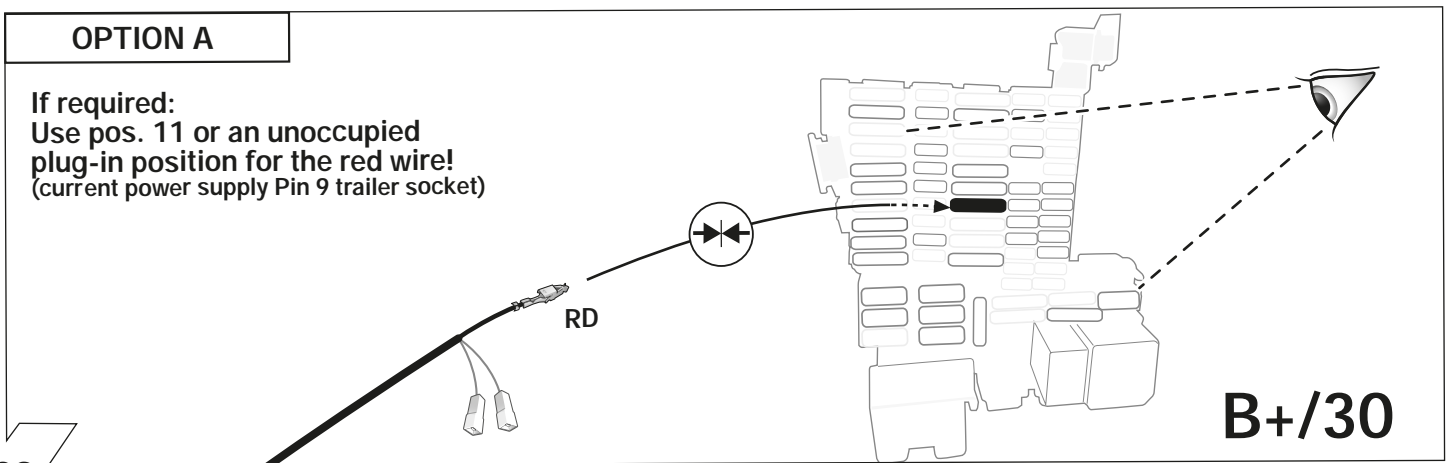 OPTION A
If required:
Use pos. 11 or an unoccupied
plug-in position for the red wire!
(current power supply Pin 9 trailer socket)
RD
B+/30